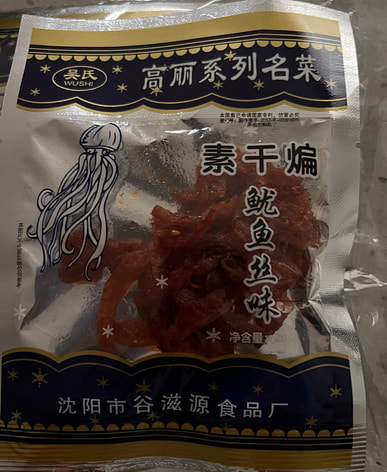 吴氏
WUSHI
高丽系列名菜
素干煸
鱿鱼丝味
净含量
沈阳市谷滋源食品厂